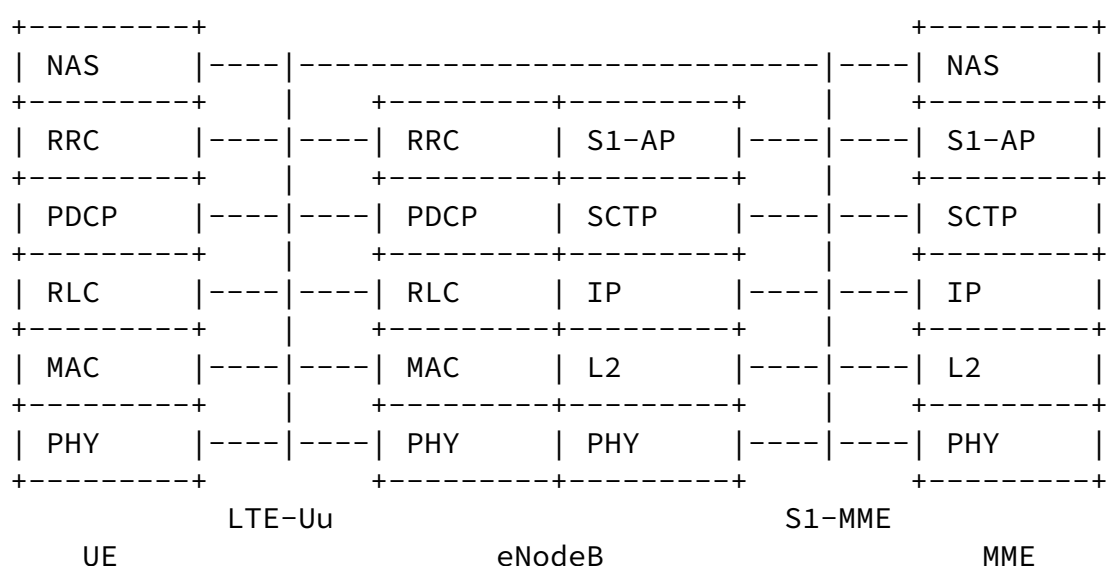 +---------+                                       +---------+
| NAS     |----|-----------------------------|----| NAS     |
+---------+    |    +---------+---------+    |    +---------+
| RRC     |----|----| RRC     | S1-AP   |----|----| S1-AP   |
+---------+    |    +---------+---------+    |    +---------+
| PDCP    |----|----| PDCP    | SCTP    |----|----| SCTP    |
+---------+    |    +---------+---------+    |    +---------+
| RLC     |----|----| RLC     | IP      |----|----| IP      |
+---------+    |    +---------+---------+    |    +---------+
| MAC     |----|----| MAC     | L2      |----|----| L2      |
+---------+    |    +---------+---------+    |    +---------+
| PHY     |----|----| PHY     | PHY     |----|----| PHY     |
+---------+         +---------+---------+         +---------+
            LTE-Uu                         S1-MME
    UE                     eNodeB                     MME